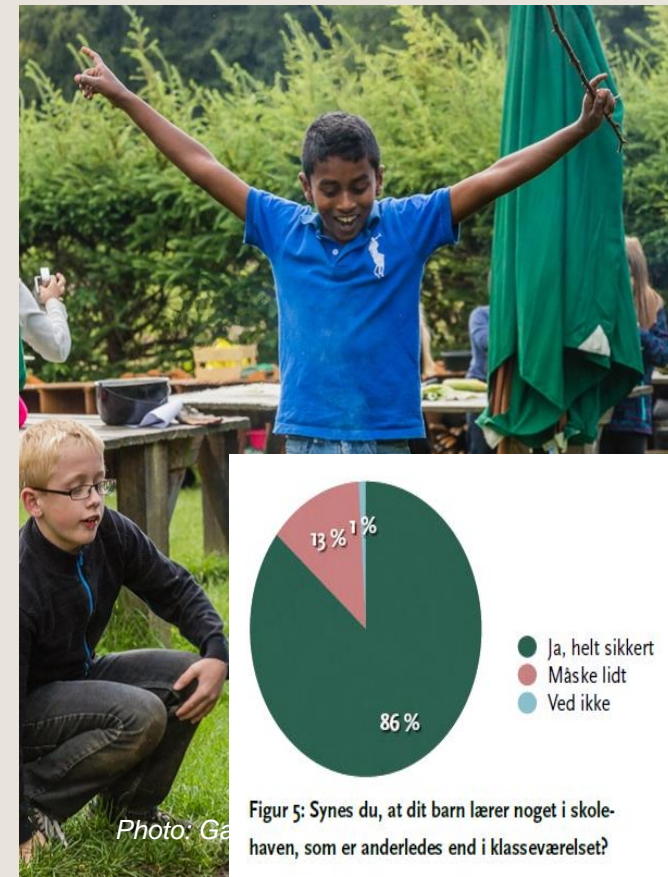 13 % 1 %
86 %
Ja, helt sikkert
Måske lidt
Ved ikke
Photo:
Figur 5: Synes du, at dit barn lærer noget i skole-
haven, som er anderledes end i klasseværelset?